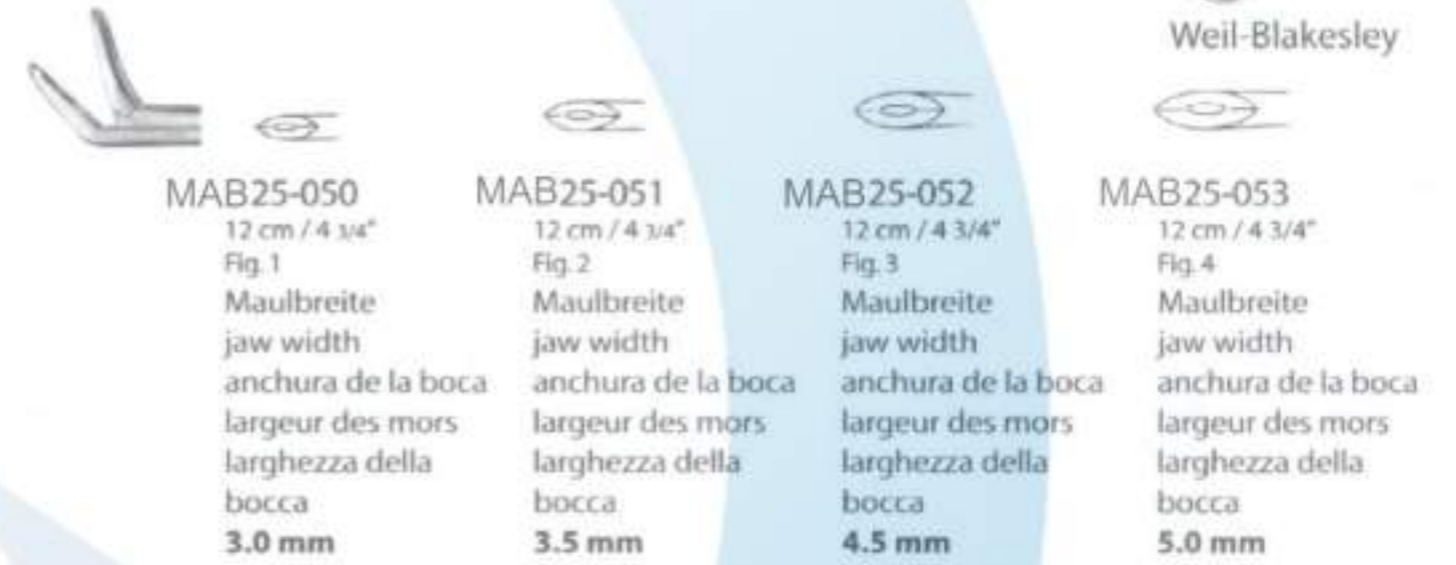 Weil-Blakesley
MAB25-050
12 cm / 4 3/4"
Fig. 1
Maulbreite
jaw width
anchura de la boca
largeur des mors
larghezza della
bocca
3.0 mm
MAB25-051
12 cm / 4 3/4"
Fig. 2
Maulbreite
jaw width
anchura de la boca
largeur des mors
larghezza della
bocca
3.5 mm
MAB25-052
12 cm / 4 3/4"
Fig. 3
Maulbreite
jaw width
anchura de la boca
largeur des mors
larghezza della
bocca
4.5 mm
MAB25-053
12 cm / 4 3/4"
Fig. 4
Maulbreite
jaw width
anchura de la boca
largeur des mors
larghezza della
bocca
5.0 mm